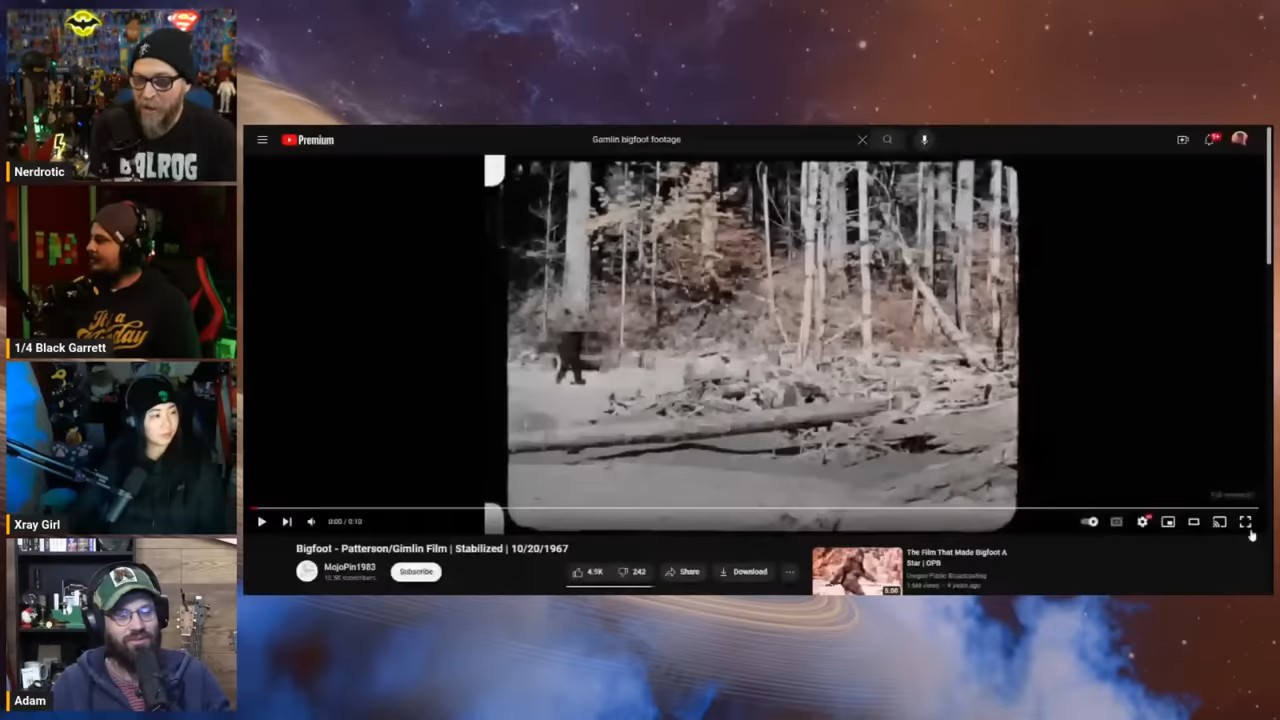 BALROG
Nerdrotic
It's a
1/4 Black Garrett
Xray Girl
Adam
Premium
Gamlin bigfoot footage
9+
0:00 / 0:10
Bigfoot - Patterson/Gimlin Film | Stabilized | 10/20/1967
MojoPin1983
Subscribe
4.9K
242
Share
Download
5:00
The Film That Made Bigfoot A
Star | OPB
Oregon Public Broadcasting